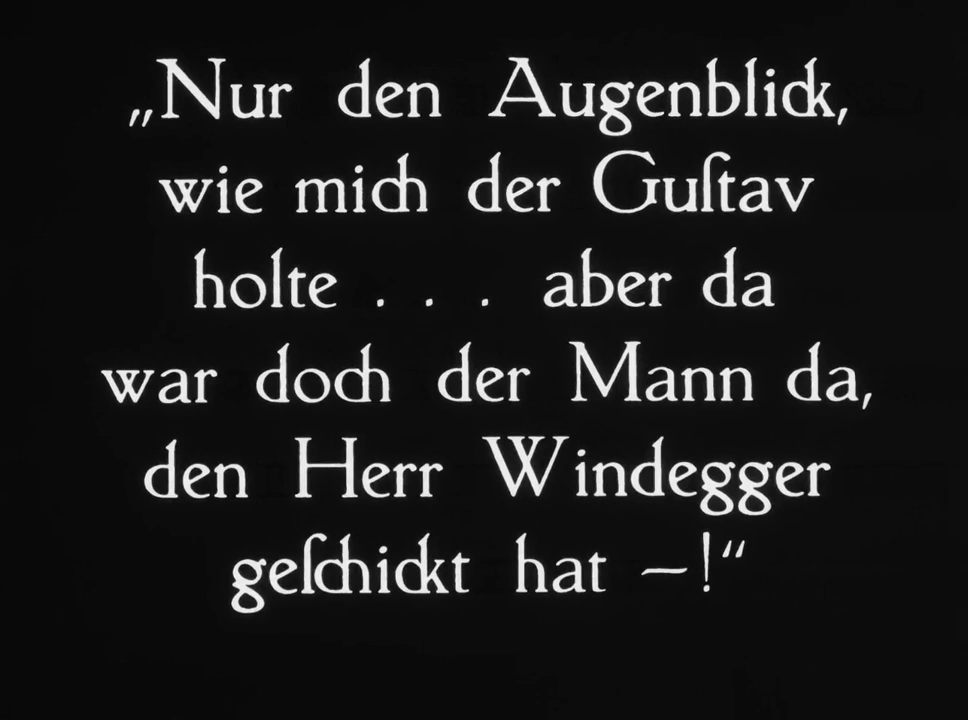 „Nur den Augenblick,
wie mich der Guſtav
holte . . . aber da
war doch der Mann da,
den Herr Windegger
geſchickt hat –!“